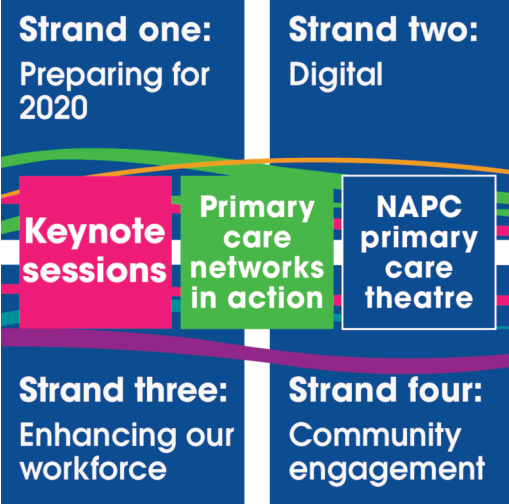 Strand one:
Preparing for
2020
Strand two:
Digital
Keynote
sessions
Primary
care
networks
in action
NAPC
primary
care
theatre
Strand three:
Enhancing our
workforce
Strand four:
Community
engagement